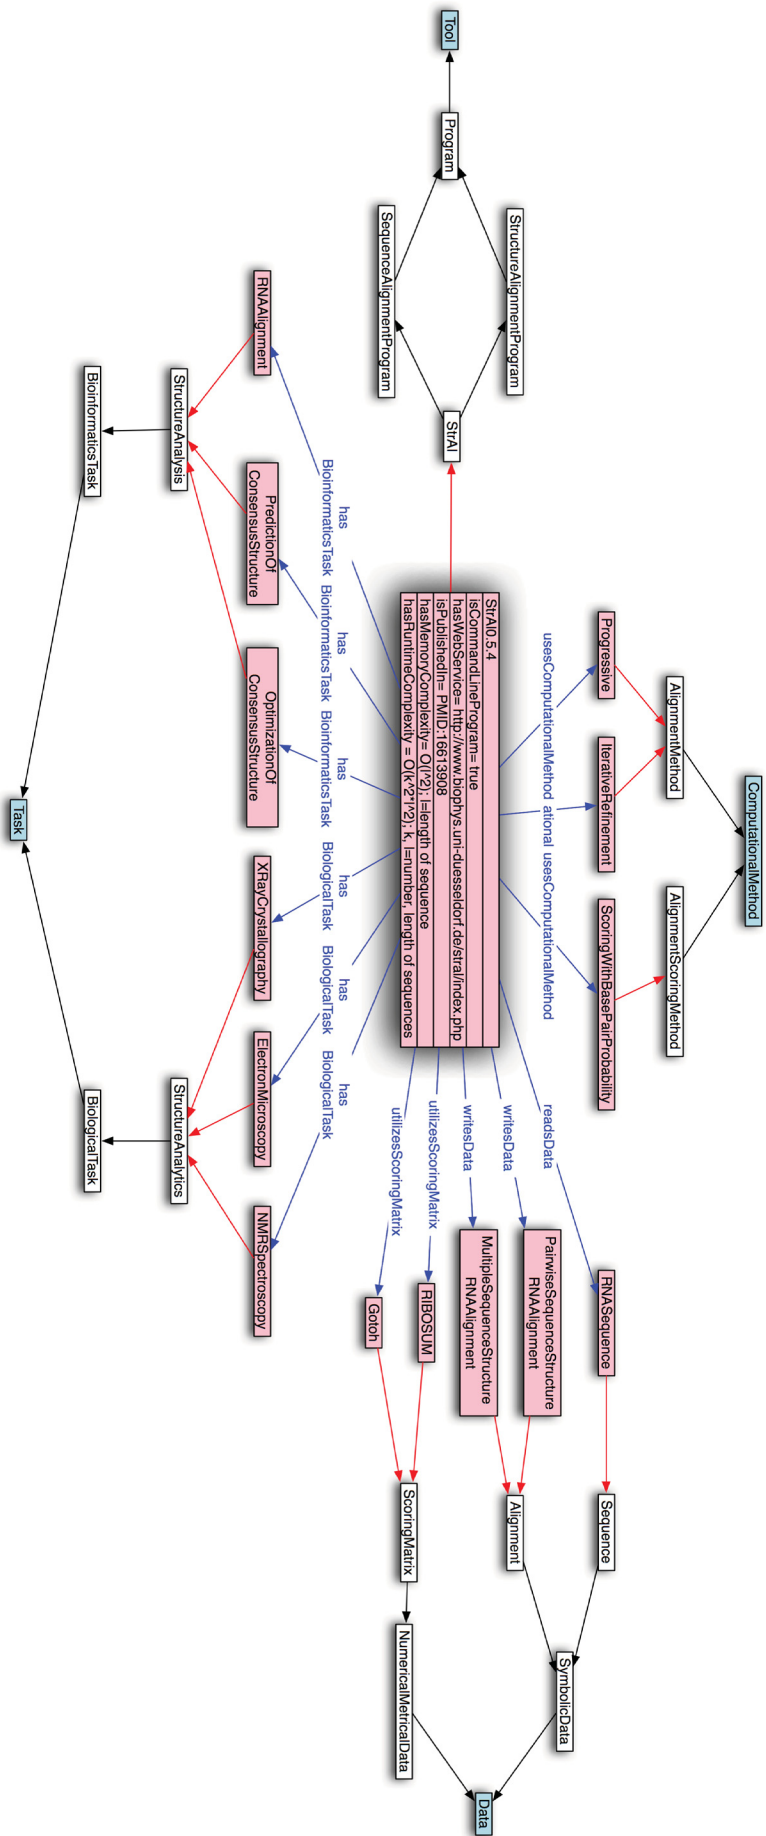 ComputationalMethod
AlignmentMethod
AlignmentScoringMethod
Progressive
IterativeRefinement
ScoringWithBasePairProbability
usesComputationalMethod
ational
usesComputationalMethod
Tool
Program
StructureAlignmentProgram
SequenceAlignmentProgram
StrAl
StrAl0.5.4
isCommandLineProgram= true
hasWebService= http://www.biophys.uni-duesseldorf.de/stral/index.php
isPublishedIn= PMID:16613908
hasMemoryComplexity= O(l^2); l=length of sequence
hasRuntimeComplexity = O(k^2*l^2); k, l=number, length of sequences
readsData
writesData
writesData
utilizesScoringMatrix
utilizesScoringMatrix
RNASequence
PairwiseSequenceStructure
RNAAlignment
MultipleSequenceStructure
RNAAlignment
RIBOSUM
Gotoh
Sequence
Alignment
ScoringMatrix
SymbolicData
NumericalMetricalData
Data
has
BioinformaticsTask
has
BioinformaticsTask
has
BioinformaticsTask
has
BiologicalTask
has
BiologicalTask
has
BiologicalTask
RNAAlignment
PredictionOf
ConsensusStructure
OptimizationOf
ConsensusStructure
XRayCrystallography
ElectronMicroscopy
NMRSpectroscopy
StructureAnalysis
StructureAnalytics
BioinformaticsTask
BiologicalTask
Task